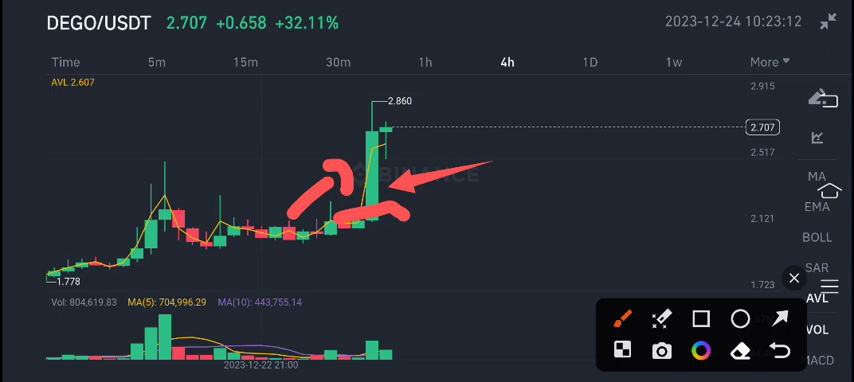 DEGO/USDT 2.707 +0.658 +32.11% 2023-12-24 10:23:12
Time 5m 15m 30m 1h 4h 1D 1w More
AVL 2.607
2.915
2.860
2.707
2.517
BINANCE
MA
EMA
2.121
BOLL
SAR
1.778
1.723
AVL
Vol: 804,619.83 MA(5): 704,996.29 MA(10): 443,755.14
VOL
MACD
2023-12-22 21:00